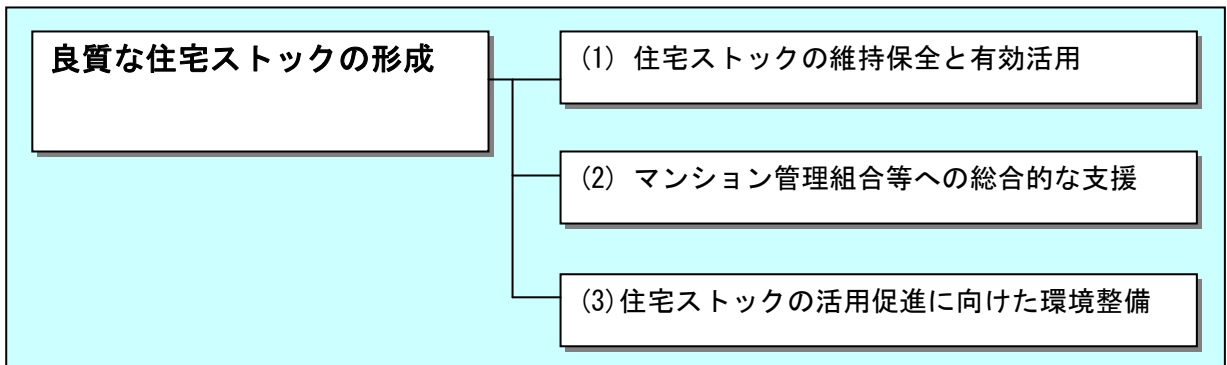 良質な住宅ストックの形成
(1) 住宅ストックの維持保全と有効活用
(2) マンション管理組合等への総合的な支援
(3)住宅ストックの活用促進に向けた環境整備